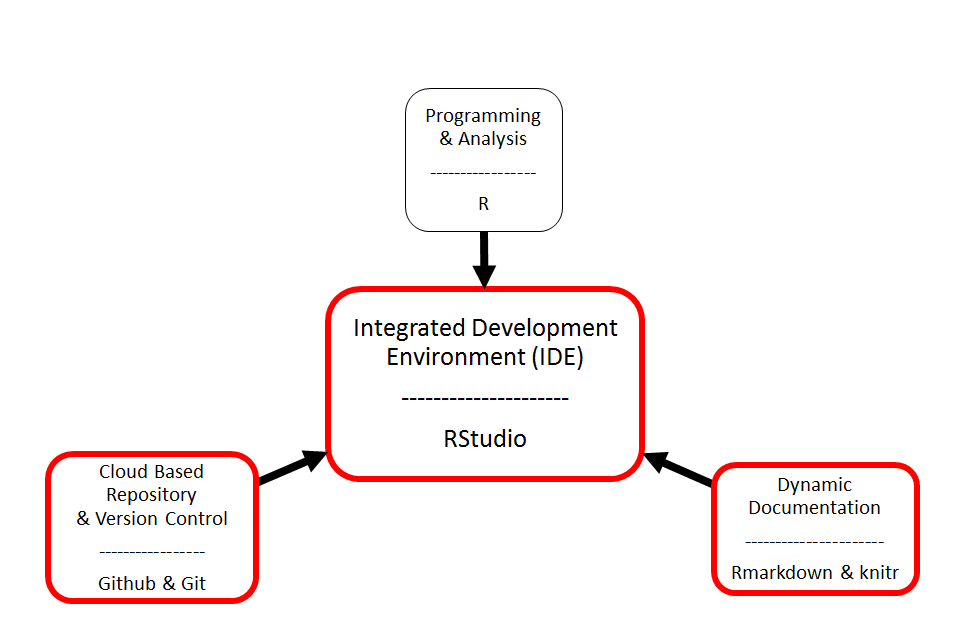 Programming
& Analysis
------------------
R
Integrated Development
Environment (IDE)
----------------------
RStudio
Cloud Based
Repository
& Version Control
------------------
Github & Git
Dynamic
Documentation
-----------------------
Rmarkdown & knitr